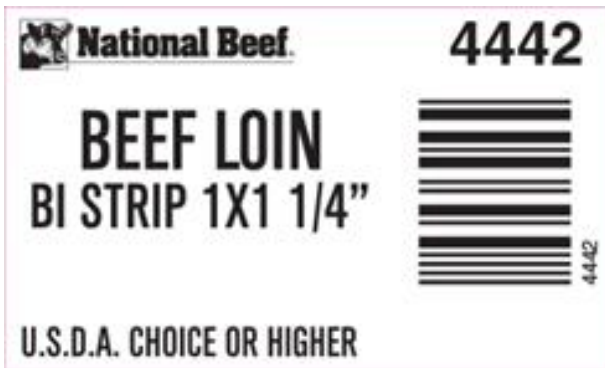 National Beef.
4442
BEEF LOIN
BI STRIP 1X1 1/4”
4442
U.S.D.A. CHOICE OR HIGHER